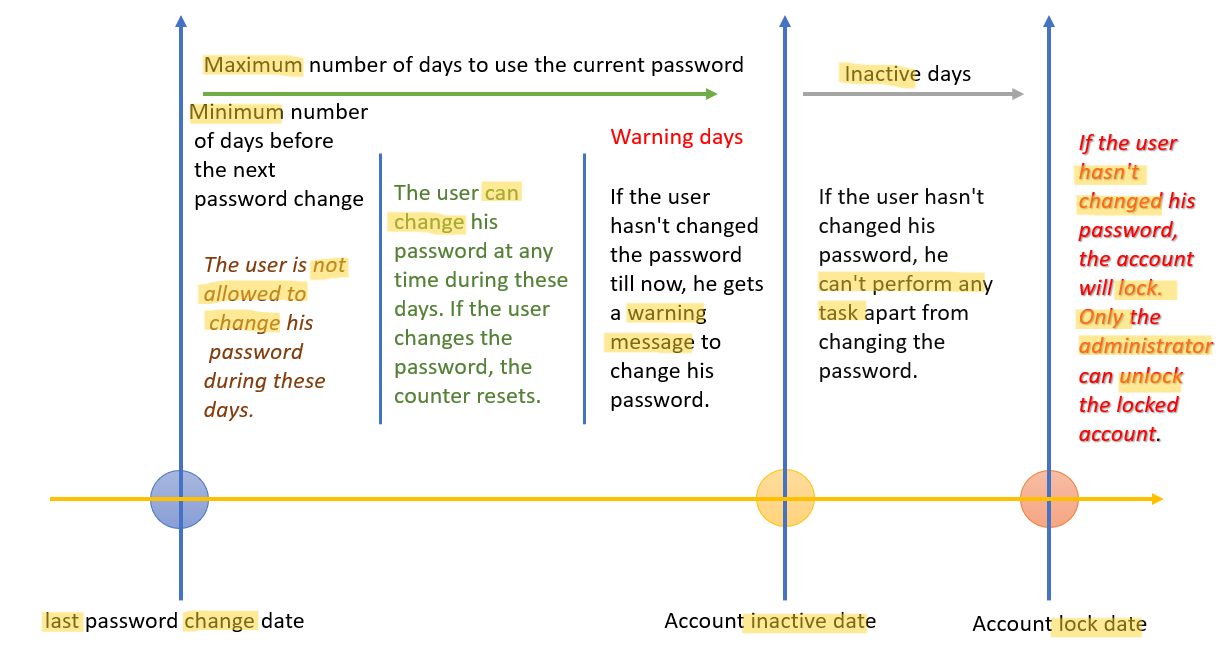 Maximum number of days to use the current password
Inactive days
Minimum number
of days before
the next
password change
The user is not
allowed to
change his
password
during these
days.
The user can
change his
password at any
time during these
days. If the user
changes the
password, the
counter resets.
Warning days
If the user
hasn't changed
the password
till now, he gets
a warning
message to
change his
password.
If the user hasn't
changed his
password, he
can't perform any
task apart from
changing the
password.
If the user
hasn't
changed his
password,
the account
will lock.
Only the
administrator
can unlock
the locked
account.
last password change date
Account inactive date
Account lock date